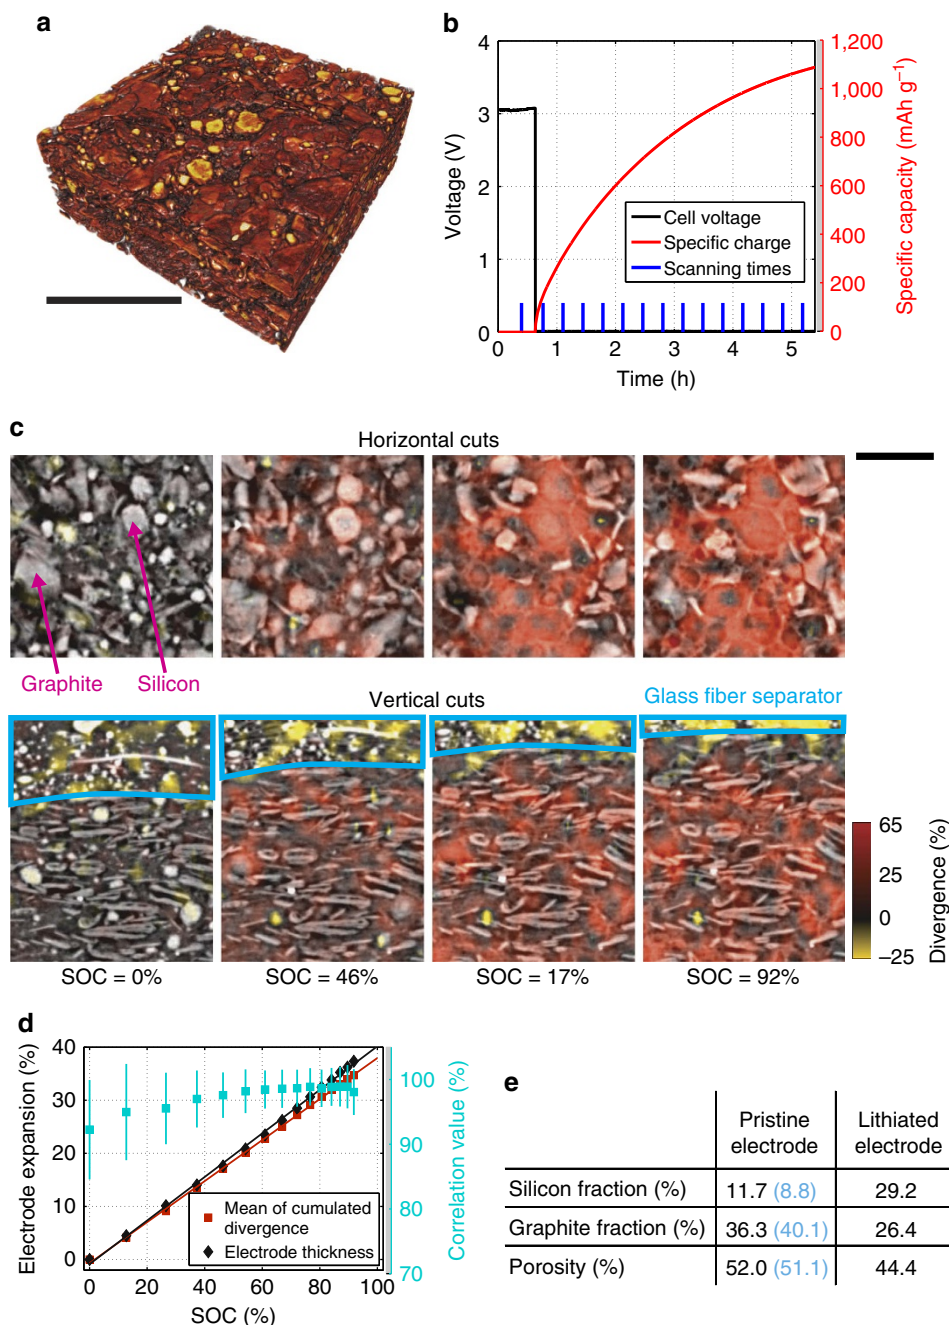 a
b
4
3
2
1
0
Voltage (V)
1,200
1,000
800
600
400
200
0
Specific capacity (mAh g⁻¹)
Cell voltage
Specific charge
Scanning times
0 1 2 3 4 5
Time (h)
c
Horizontal cuts
Graphite
Silicon
Vertical cuts
Glass fiber separator
SOC = 0%
SOC = 46%
SOC = 17%
SOC = 92%
65
25
0
–25
Divergence (%)
d
40
30
20
10
0
Electrode expansion (%)
100
90
80
70
Correlation value (%)
Mean of cumulated
divergence
Electrode thickness
0 20 40 60 80 100
SOC (%)
e
Pristine electrode
Lithiated electrode
Silicon fraction (%) 11.7 (8.8) 29.2
Graphite fraction (%) 36.3 (40.1) 26.4
Porosity (%) 52.0 (51.1) 44.4